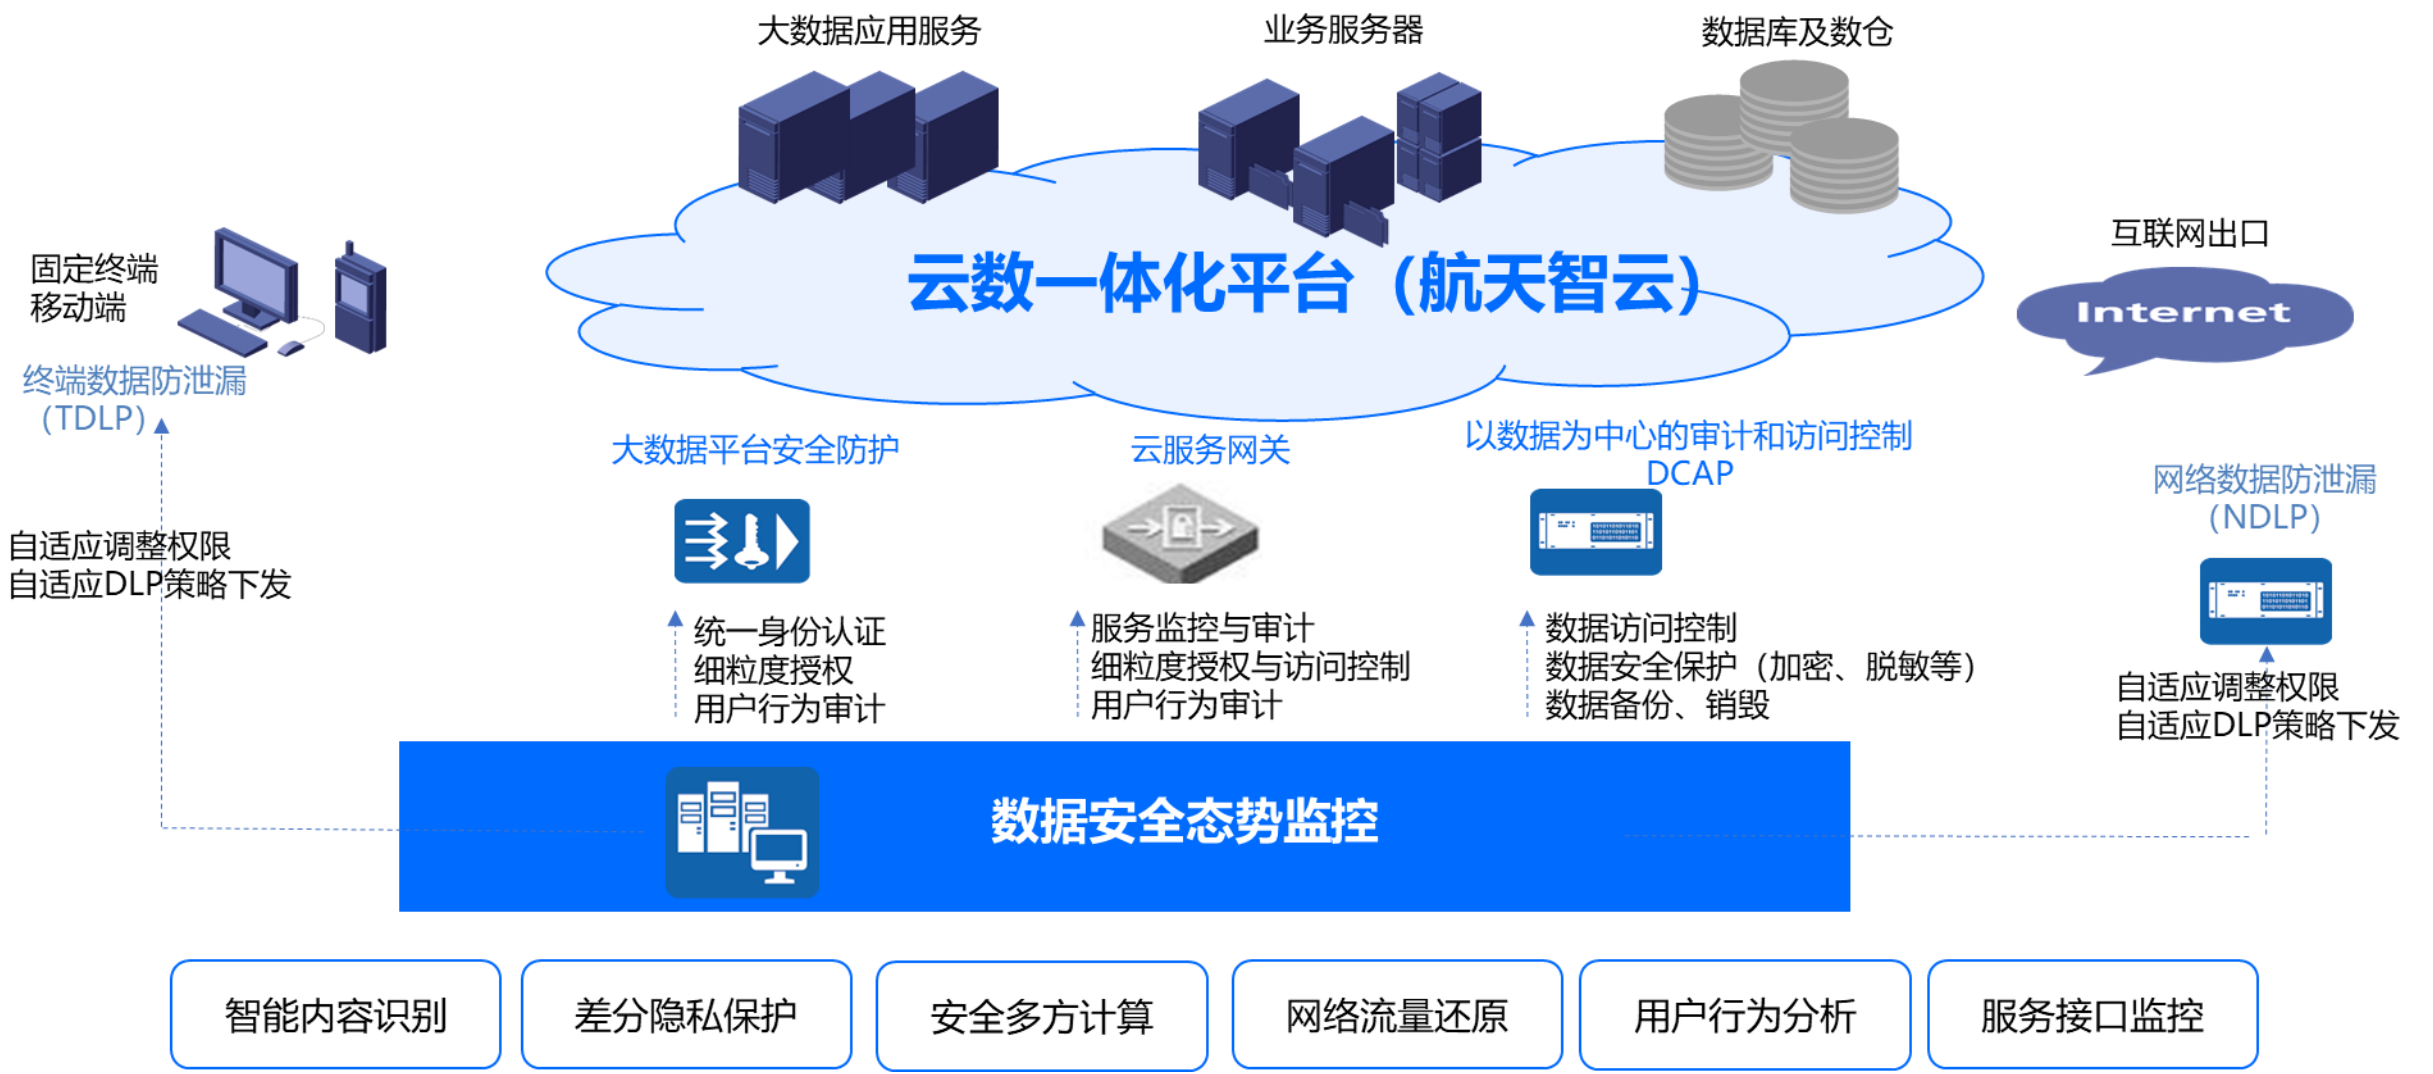 大数据应用服务
业务服务器
数据库及数仓
云数一体化平台（航天智云）
固定终端
移动端
互联网出口
Internet
终端数据防泄漏
（TDLP）
大数据平台安全防护
云服务网关
以数据为中心的审计和访问控制
DCAP
网络数据防泄漏
（NDLP）
自适应调整权限
自适应DLP策略下发
统一身份认证
细粒度授权
用户行为审计
服务监控与审计
细粒度授权与访问控制
用户行为审计
数据访问控制
数据安全保护（加密、脱敏等）
数据备份、销毁
自适应调整权限
自适应DLP策略下发
数据安全态势监控
智能内容识别
差分隐私保护
安全多方计算
网络流量还原
用户行为分析
服务接口监控